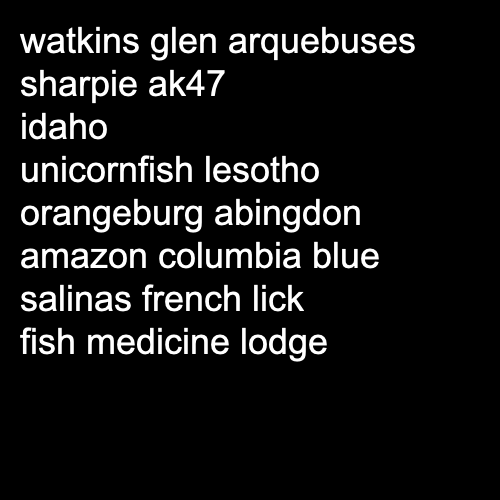 watkins glen arquebuses
sharpie ak47
idaho
unicornfish lesotho
orangeburg abingdon
amazon columbia blue
salinas french lick
fish medicine lodge